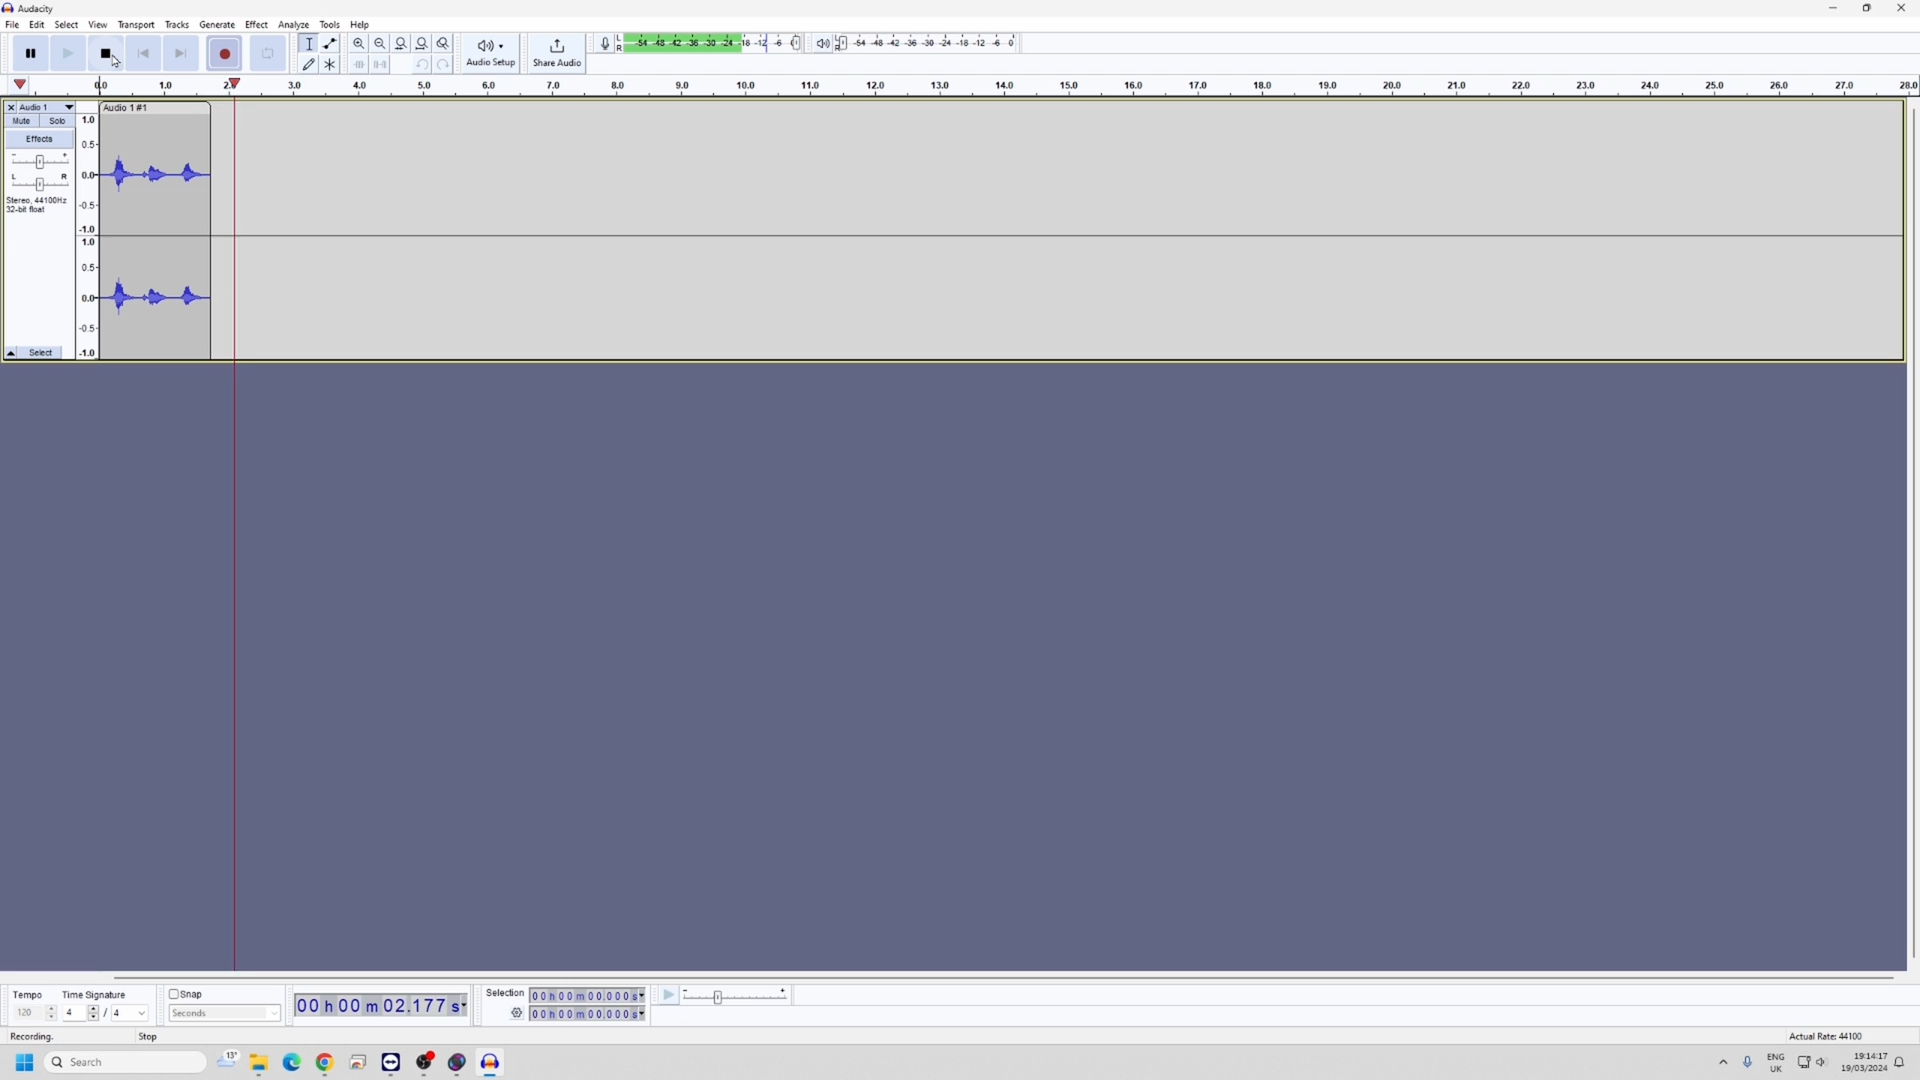 Audacity
File Edit Select View Transport Tracks Generate Effect Analyze Tools Help
Audio Setup Share Audio
L R -54 -48 -42 -36 -30 -24 -18 -12 -6 0 L R -54 -48 -42 -36 -30 -24 -18 -12 -6 0
0.0 1.0 2.0 3.0 4.0 5.0 6.0 7.0 8.0 9.0 10.0 11.0 12.0 13.0 14.0 15.0 16.0 17.0 18.0 19.0 20.0 21.0 22.0 23.0 24.0 25.0 26.0 27.0 28.0
Audio 1 Audio 1 #1
Mute Solo 1.0
Effects 0.5
- +
L R 0.0
Stereo, 44100Hz -0.5
32-bit float
-1.0
1.0
0.5
0.0
-0.5
Select -1.0
Tempo Time Signature Snap Selection 00 h 00 m 00.000 s
120 4 / 4 Seconds 00 h 00 m 02.177 s 00 h 00 m 00.000 s
Recording. Stop Actual Rate: 44100
Search 13° ENG 19:14:17
UK 19/03/2024